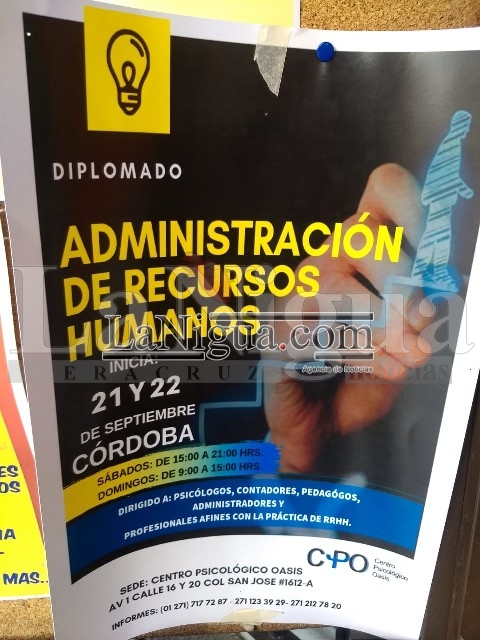 DIPLOMADO
ADMINISTRACIÓN
DE RECURSOS
HUMANOS
LaNigua.com
Agencia de Noticias
INICIA:
21 Y 22
DE SEPTIEMBRE
CÓRDOBA
SÁBADOS: DE 15:00 A 21:00 HRS.
DOMINGOS: DE 9:00 A 15:00 HRS.
DIRIGIDO A: PSICÓLOGOS, CONTADORES, PEDAGÓGOS,
ADMINISTRADORES Y
PROFESIONALES AFINES CON LA PRÁCTICA DE RRHH.
CPO
Centro
Psicológico
Oasis
SEDE: CENTRO PSICOLÓGICO OASIS
AV 1 CALLE 16 Y 20 COL SAN JOSE #1612-A
INFORMES: (01 271) 717 72 87 - 271 123 39 29- 271 212 78 20
MAS...